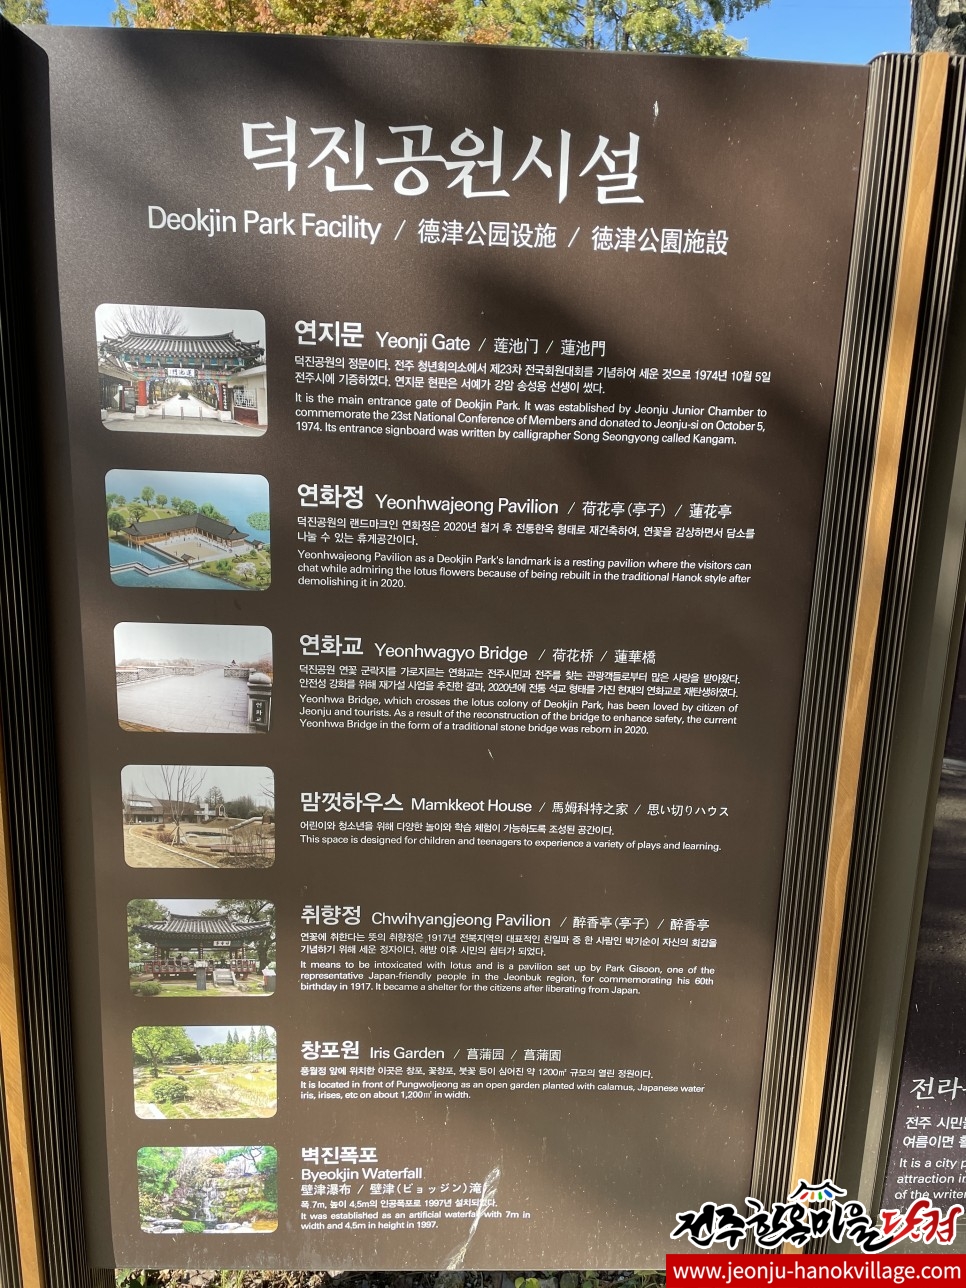 덕진공원시설
Deokjin Park Facility / 德津公园设施 / 徳津公園施設
연지문 Yeonji Gate / 莲池门 / 蓮池門
덕진공원의 정문이다. 전주 청년회의소에서 제23차 전국회원대회를 기념하여 세운 것으로 1974년 10월 5일
전주시에 기증하였다. 연지문 현판은 서예가 강암 송성용 선생이 썼다.
It is the main entrance gate of Deokjin Park. It was established by Jeonju Junior Chamber to
commemorate the 23st National Conference of Members and donated to Jeonju-si on October 5,
1974. Its entrance signboard was written by calligrapher Song Seongyong called Kangam.
연화정 Yeonhwajeong Pavilion / 荷花亭(亭子) / 蓮花亭
덕진공원의 랜드마크인 연화정은 2020년 철거 후 전통한옥 형태로 재건축하여, 연꽃을 감상하면서 담소를
나눌 수 있는 휴게공간이다.
Yeonhwajeong Pavilion as a Deokjin Park's landmark is a resting pavilion where the visitors can
chat while admiring the lotus flowers because of being rebuilt in the traditional Hanok style after
demolishing it in 2020.
연화교 Yeonhwagyo Bridge / 荷花桥 / 蓮華橋
덕진공원 연꽃 군락지를 가로지르는 연화교는 전주시민과 전주를 찾는 관광객들로부터 많은 사랑을 받아왔다.
안전성 강화를 위해 재가설 사업을 추진한 결과, 2020년에 전통 석교 형태를 가진 현재의 연화교로 재탄생하였다.
Yeonhwa Bridge, which crosses the lotus colony of Deokjin Park, has been loved by citizen of
Jeonju and tourists. As a result of the reconstruction of the bridge to enhance safety, the current
Yeonhwa Bridge in the form of a traditional stone bridge was reborn in 2020.
연화교
맘껏하우스 Mamkkeot House / 馬姆科特之家 / 思い切りハウス
어린이와 청소년을 위해 다양한 놀이와 학습 체험이 가능하도록 조성된 공간이다.
This space is designed for children and teenagers to experience a variety of plays and learning.
취향정 Chwihyangjeong Pavilion / 醉香亭(亭子) / 醉香亭
연꽃에 취한다는 뜻의 취향정은 1917년 전북지역의 대표적인 친일파 중 한 사람인 박기순이 자신의 회갑을
기념하기 위해 세운 정자이다. 해방 이후 시민의 쉼터가 되었다.
It means to be intoxicated with lotus and is a pavilion set up by Park Gisoon, one of the
representative Japan-friendly people in the Jeonbuk region, for commemorating his 60th
birthday in 1917. It became a shelter for the citizens after liberating from Japan.
창포원 Iris Garden / 菖蒲园 / 菖蒲園
풍월정 앞에 위치한 이곳은 창포, 꽃창포, 붓꽃 등이 심어진 약 1200㎡ 규모의 열린 정원이다.
It is located in front of Pungwoljeong as an open garden planted with calamus, Japanese water
iris, irises, etc on about 1,200㎡ in width.
벽진폭포
Byeokjin Waterfall
壁津瀑布 / 壁津(ビョッジン)滝
폭 7m, 높이 4.5m의 인공폭포로 1997년 설치되었다.
It was established as an artificial waterfall with 7m in
width and 4.5m in height in 1997.
전라
전주 시민
여름이면
It is a city p
attraction in
of the writer
전주한옥마을닷컴
www.jeonju-hanokvillage.com